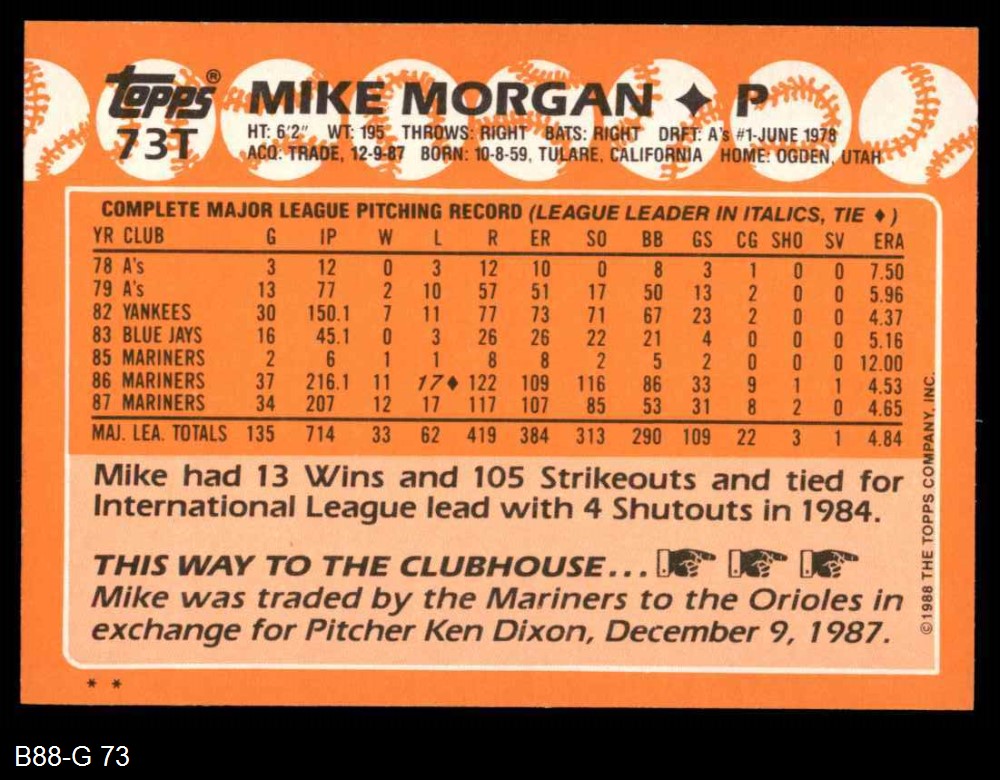 topps® MIKE MORGAN ✦ P
73T
HT: 6'2" WT: 195 THROWS: RIGHT BATS: RIGHT DRFT: A's #1-JUNE 1978
ACQ: TRADE, 12-9-87 BORN: 10-8-59, TULARE, CALIFORNIA HOME: OGDEN, UTAH
COMPLETE MAJOR LEAGUE PITCHING RECORD (LEAGUE LEADER IN ITALICS, TIE ♦)
YR CLUB G IP W L R ER SO BB GS CG SHO SV ERA
78 A's 3 12 0 3 12 10 0 8 3 1 0 0 7.50
79 A's 13 77 2 10 57 51 17 50 13 2 0 0 5.96
82 YANKEES 30 150.1 7 11 77 73 71 67 23 2 0 0 4.37
83 BLUE JAYS 16 45.1 0 3 26 26 22 21 4 0 0 0 5.16
85 MARINERS 2 6 1 1 8 8 2 5 2 0 0 0 12.00
86 MARINERS 37 216.1 11 17♦ 122 109 116 86 33 9 1 1 4.53
87 MARINERS 34 207 12 17 117 107 85 53 31 8 2 0 4.65
MAJ. LEA. TOTALS 135 714 33 62 419 384 313 290 109 22 3 1 4.84
Mike had 13 Wins and 105 Strikeouts and tied for
International League lead with 4 Shutouts in 1984.
THIS WAY TO THE CLUBHOUSE...
Mike was traded by the Mariners to the Orioles in
exchange for Pitcher Ken Dixon, December 9, 1987.
©1988 THE TOPPS COMPANY, INC.
* *
B88-G 73